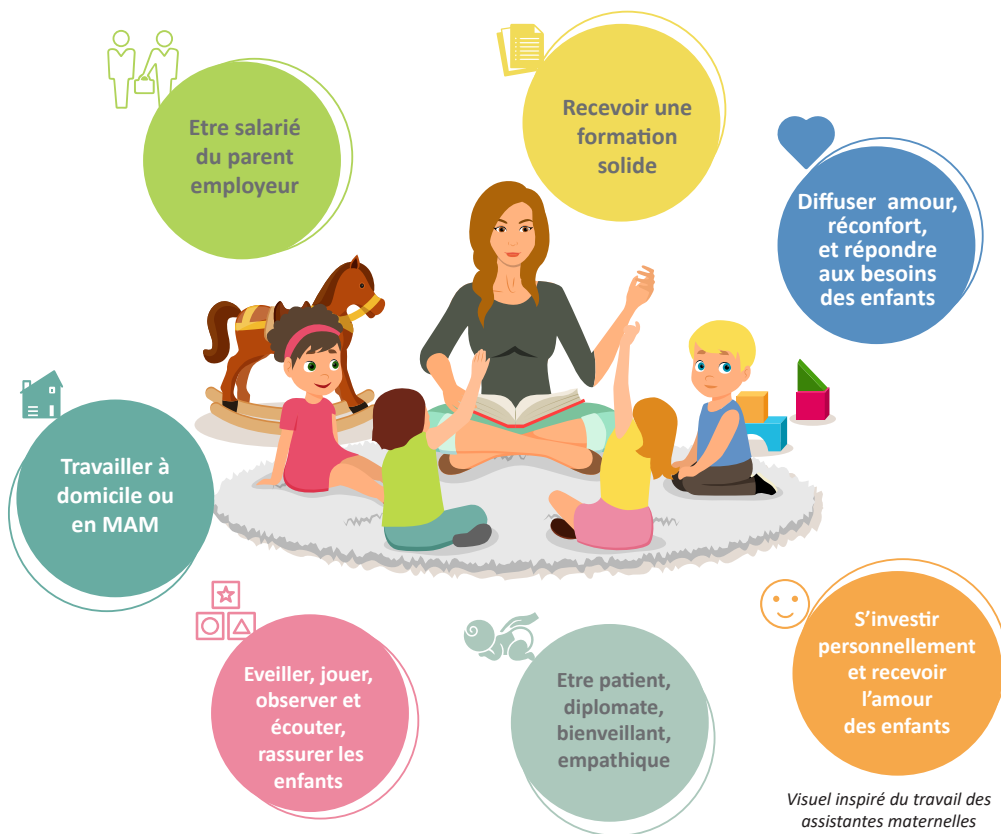 Etre salarié
du parent
employeur
Recevoir une
formation
solide
Diffuser amour,
réconfort,
et répondre
aux besoins
des enfants
Travailler à
domicile ou
en MAM
Eveiller, jouer,
observer et
écouter,
rassurer les
enfants
Etre patient,
diplomate,
bienveillant,
empathique
S’investir
personnellement
et recevoir
l’amour
des enfants
Visuel inspiré du travail des
assistantes maternelles